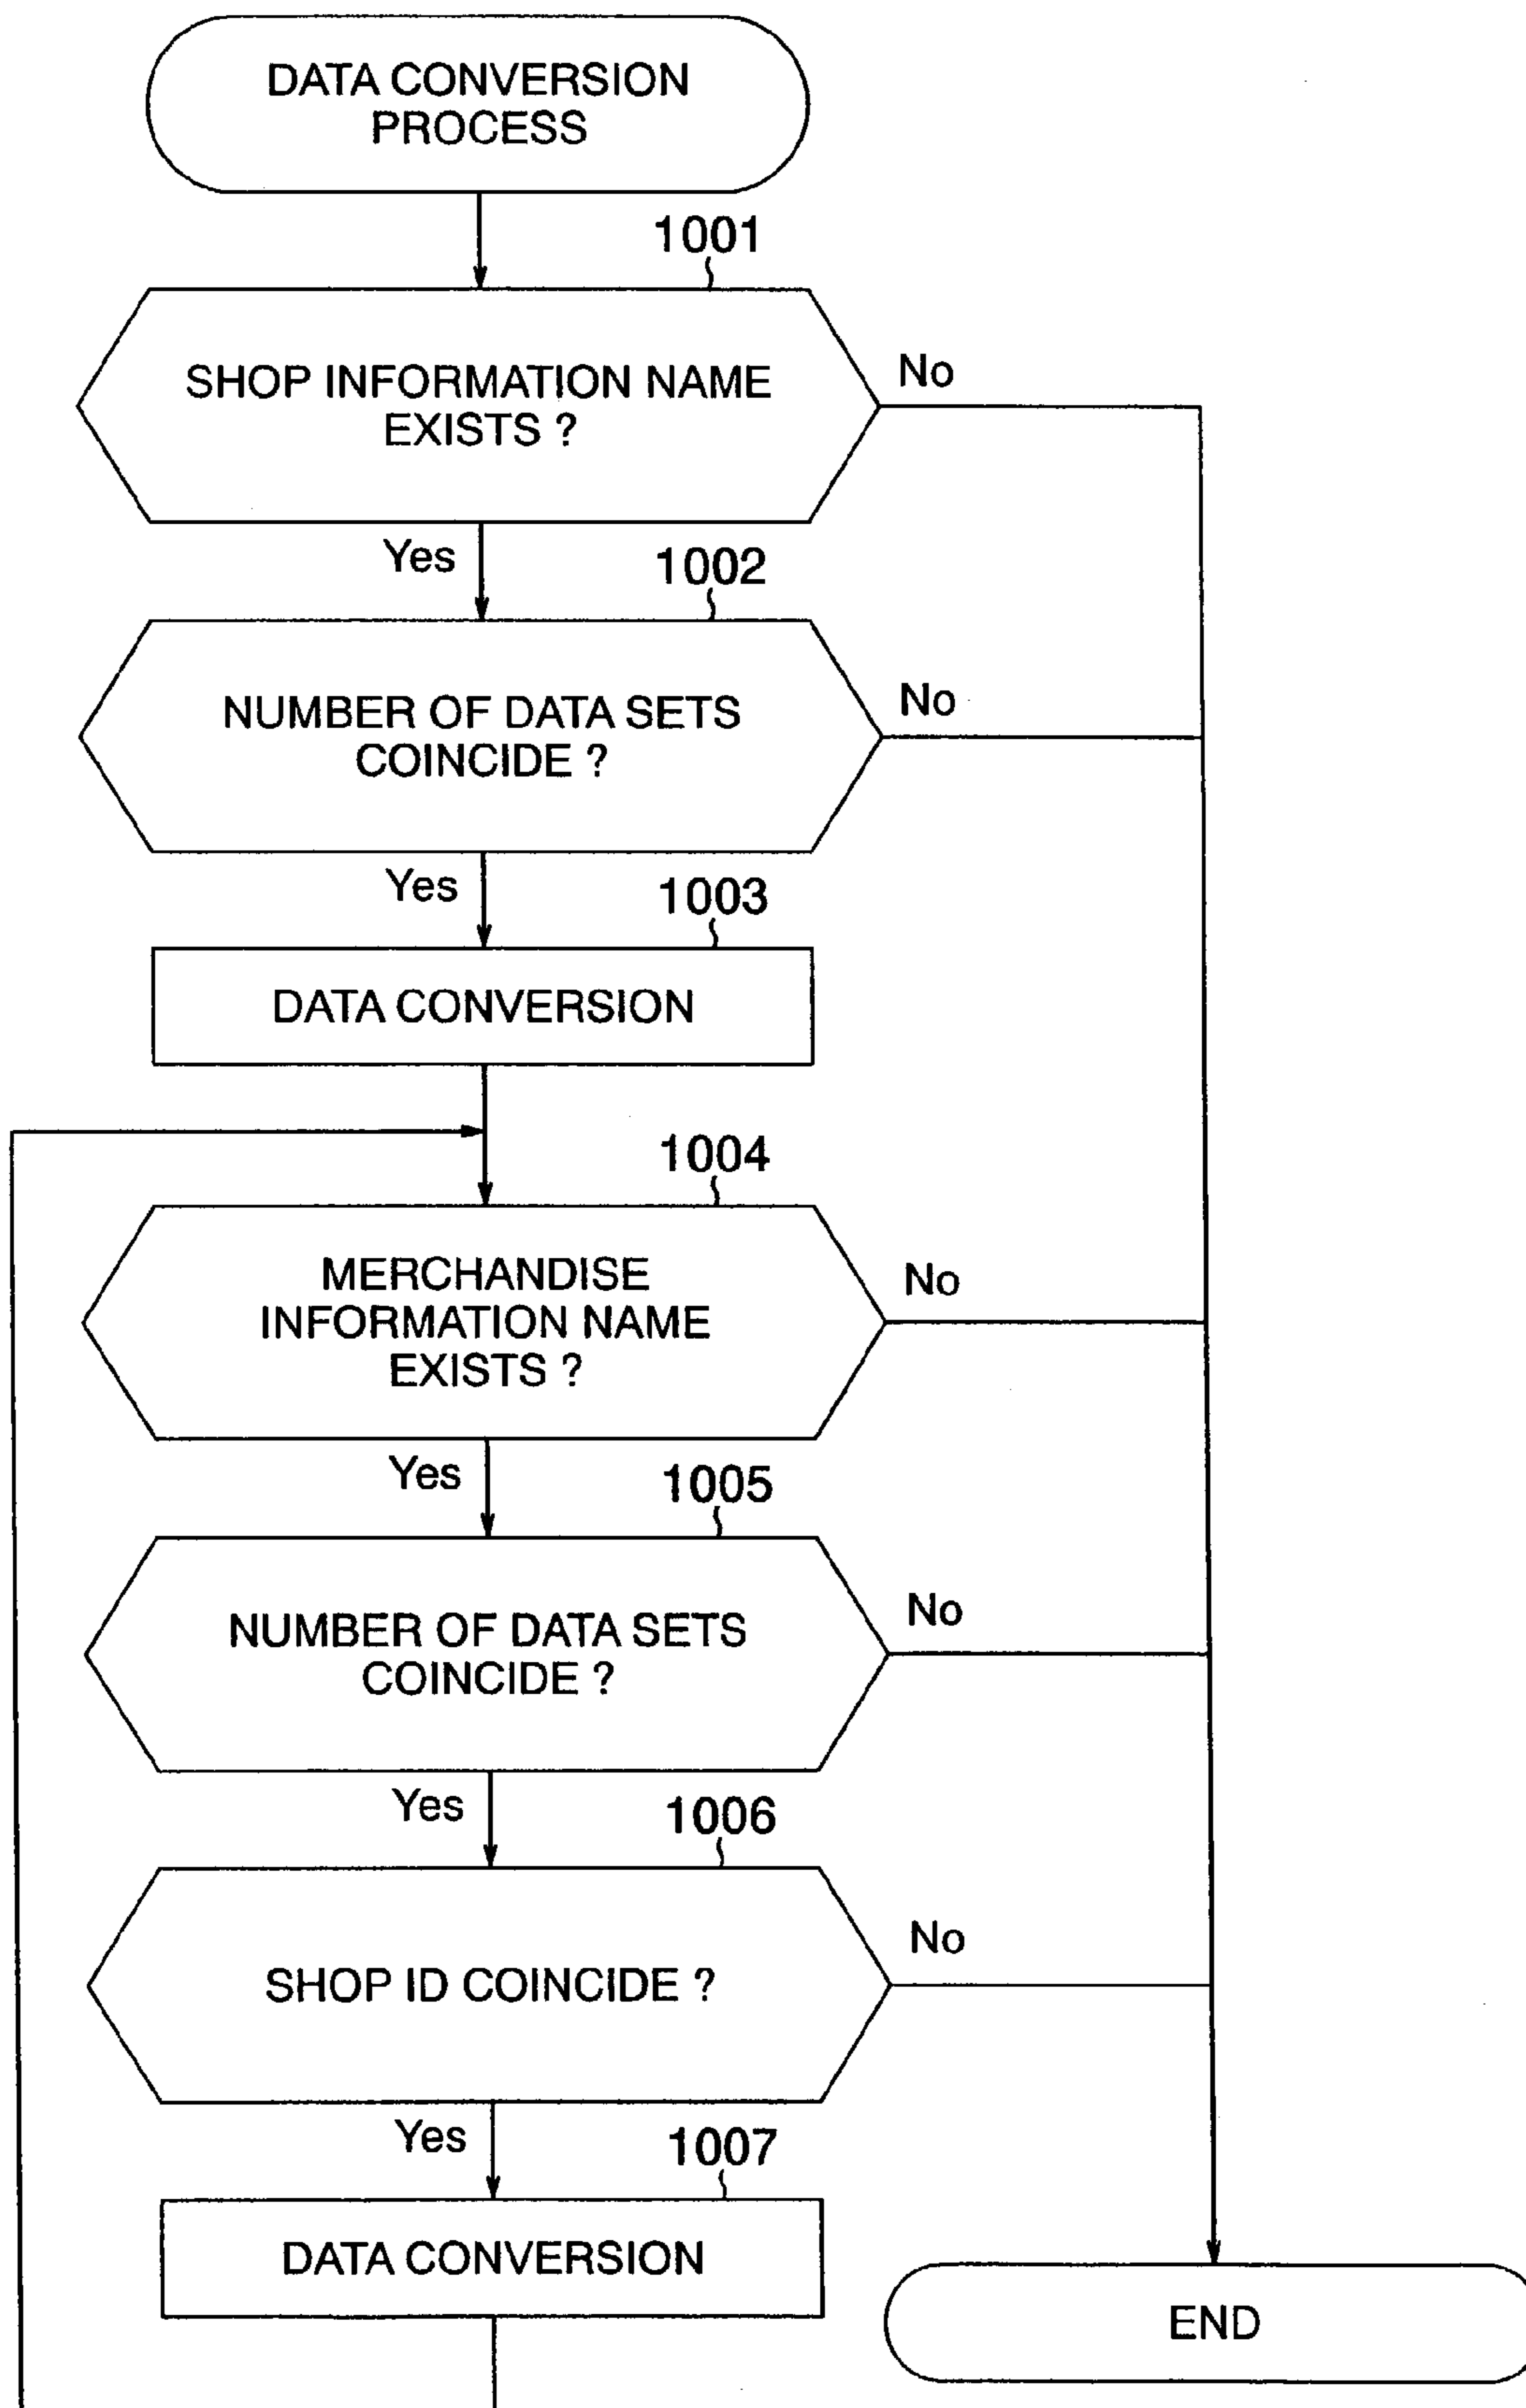 DATA CONVERSION
PROCESS
1001
SHOP INFORMATION NAME
EXISTS ?
No
Yes
1002
NUMBER OF DATA SETS
COINCIDE ?
No
Yes
1003
DATA CONVERSION
1004
MERCHANDISE
INFORMATION NAME
EXISTS ?
No
Yes
1005
NUMBER OF DATA SETS
COINCIDE ?
No
Yes
1006
SHOP ID COINCIDE ?
No
Yes
1007
DATA CONVERSION
END